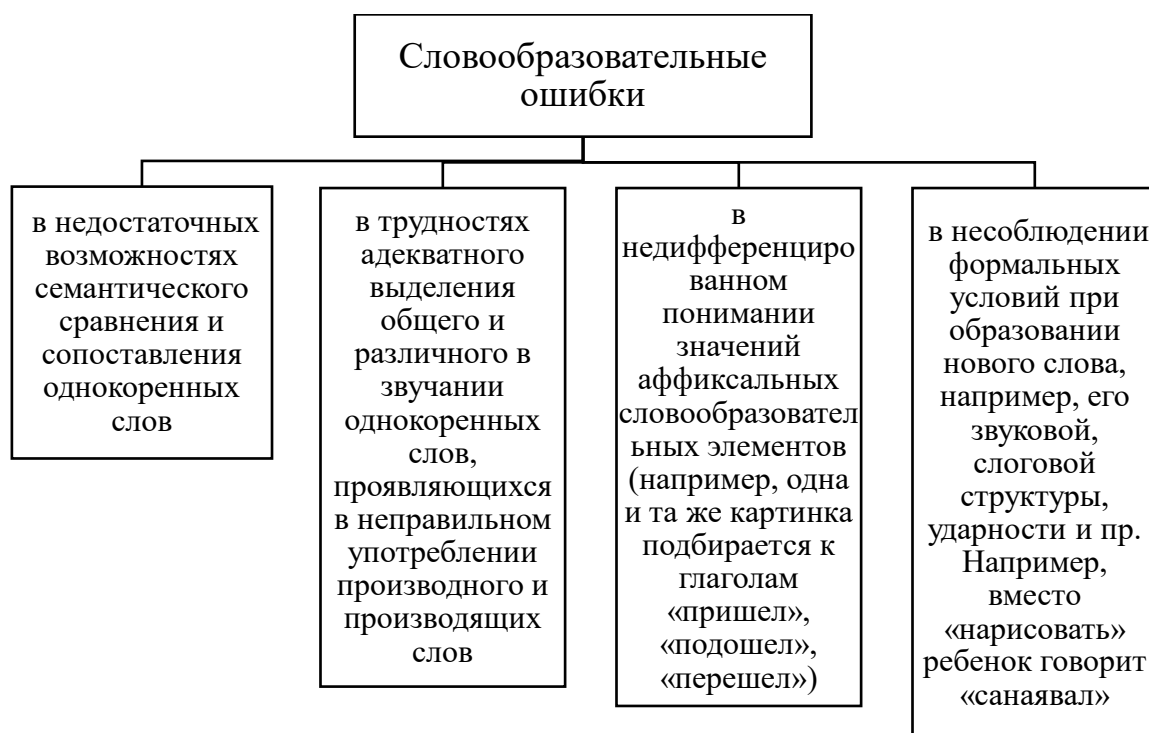 Словообразовательные
ошибки
в недостаточных
возможностях
семантического
сравнения и
сопоставления
однокоренных
слов
в трудностях
адекватного
выделения
общего и
различного в
звучании
однокоренных
слов,
проявляющихся
в неправильном
употреблении
производного и
производящих
слов
в
недифференциро
ванном
понимании
значений
аффиксальных
словообразовател
ьных элементов
(например, одна
и та же картинка
подбирается к
глаголам
«пришел»,
«подошел»,
«перешел»)
в несоблюдении
формальных
условий при
образовании
нового слова,
например, его
звуковой,
слоговой
структуры,
ударности и пр.
Например,
вместо
«нарисовать»
ребенок говорит
«санаявал»